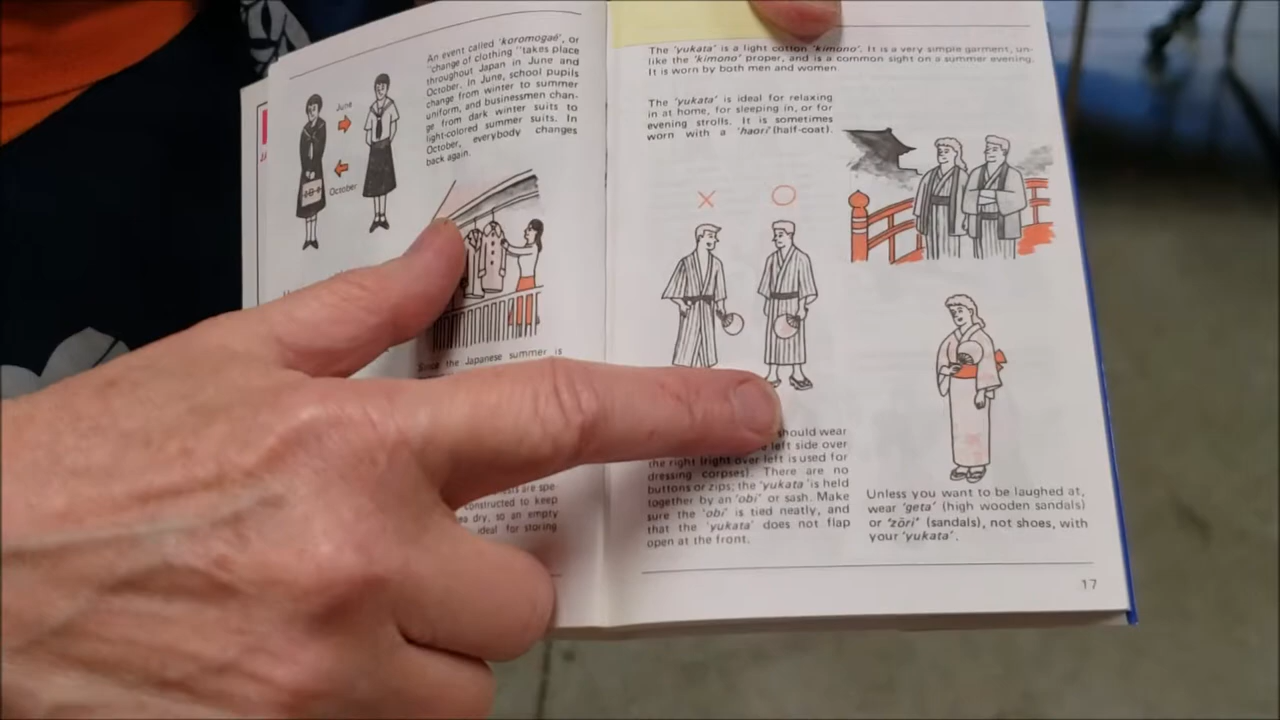 An event called 'koromogaé', or
"change of clothing "takes place
throughout Japan in June and
October. In June, school pupils
change from winter to summer
uniform, and businessmen chan-
ge from dark winter suits to
light-colored summer suits. In
October, everybody changes
back again.
June
October
Since the Japanese summer is
are spe-
constructed to keep
dry, so an empty
ideal for storing
The 'yukata' is a light cotton 'kimono'. It is a very simple garment, un-
like the 'kimono' proper, and is a common sight on a summer evening.
It is worn by both men and women.
The 'yukata' is ideal for relaxing
in at home, for sleeping in, or for
evening strolls. It is sometimes
worn with a 'haori' (half-coat).
should wear
left side over
the right (right over left is used for
dressing corpses). There are no
buttons or zips; the 'yukata' is held
together by an 'obi' or sash. Make
sure the 'obi' is tied neatly, and
that the 'yukata' does not flap
open at the front.
Unless you want to be laughed at,
wear 'geta' (high wooden sandals)
or 'zōri' (sandals), not shoes, with
your 'yukata'.
17